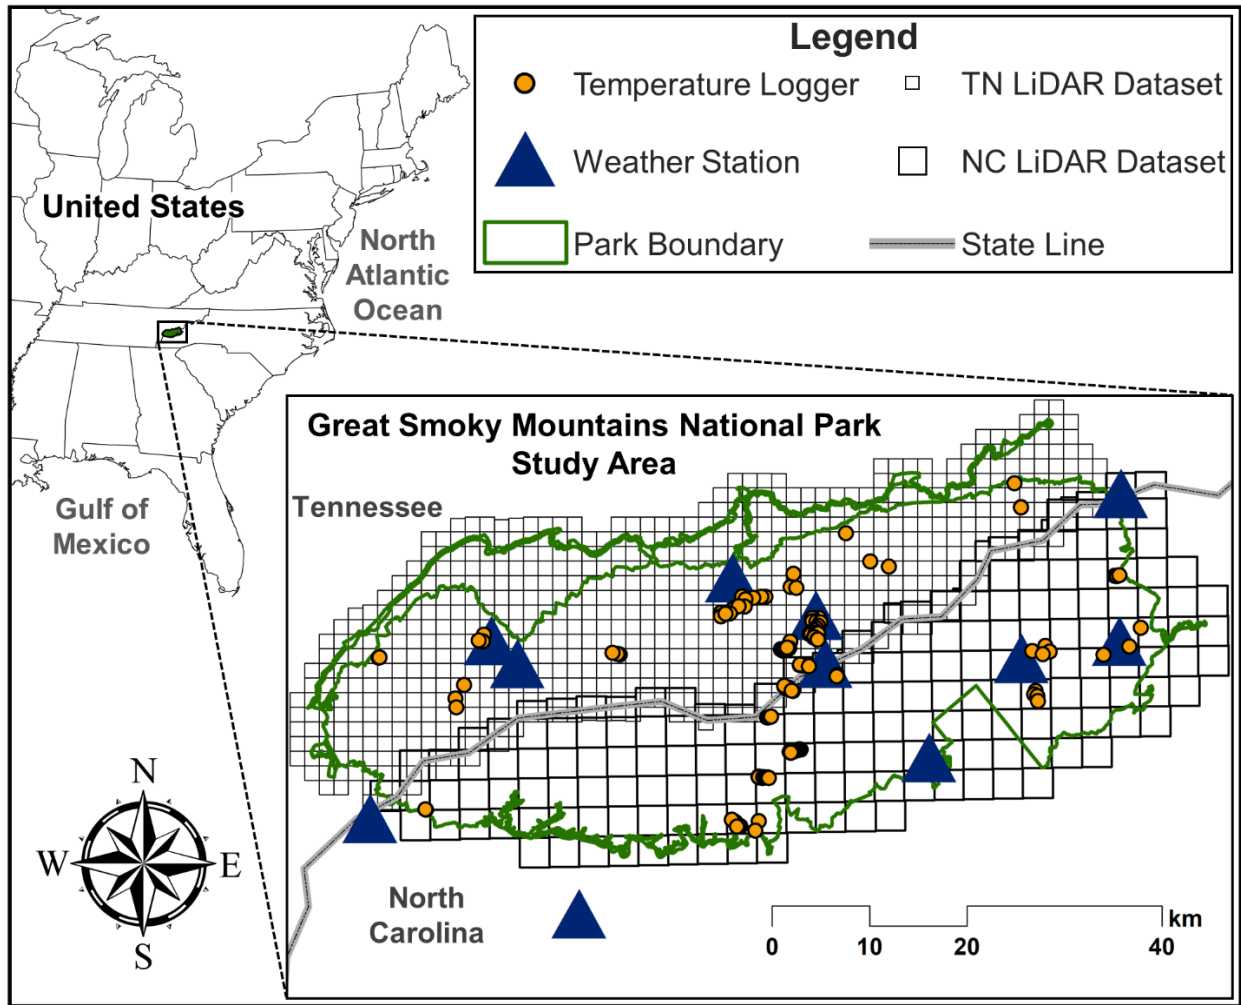 Legend
Temperature Logger
TN LiDAR Dataset
Weather Station
NC LiDAR Dataset
Park Boundary
State Line
United States
North
Atlantic
Ocean
Gulf of
Mexico
Great Smoky Mountains National Park
Study Area
Tennessee
North
Carolina
N
W
E
S
km
0 10 20 40